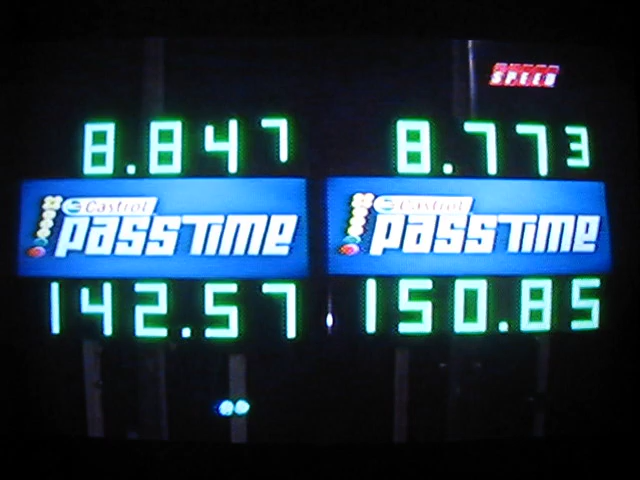 SPEED
8.847 8.773
Castrol Castrol
PASSTIME PASSTIME
142.57 150.85